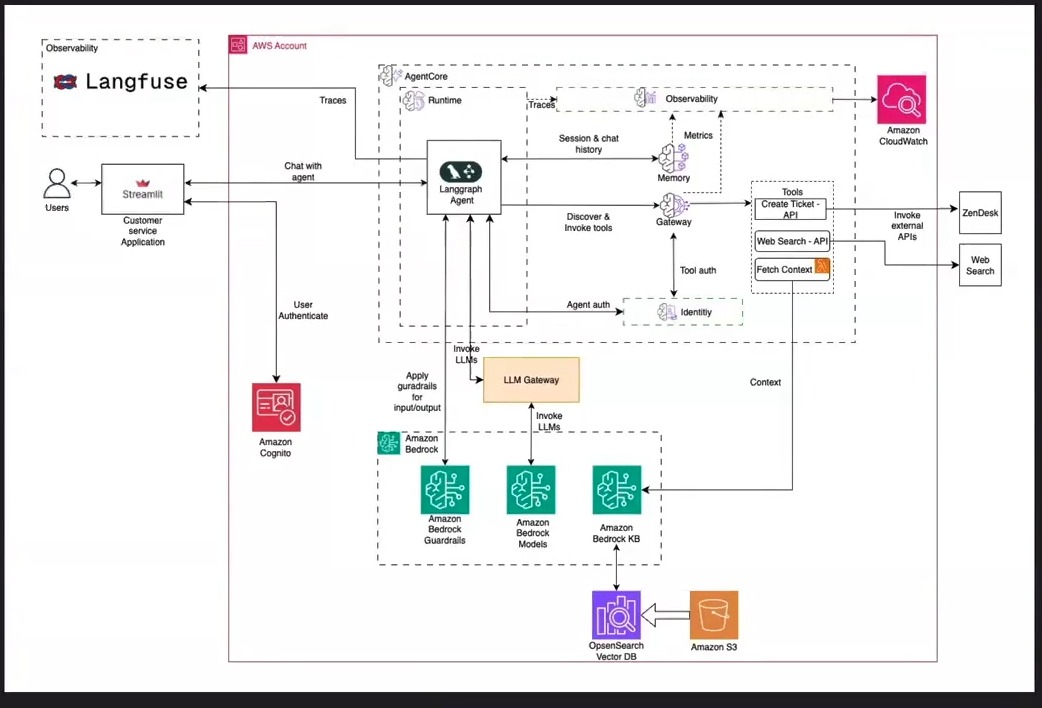 Observability
Langfuse
AWS Account
AgentCore
Runtime
Traces
Traces
Observability
Amazon
CloudWatch
Session & chat
history
Metrics
Memory
Users
Streamlit
Customer
service
Application
Chat with
agent
Langgraph
Agent
Discover &
Invoke tools
Gateway
Tools
Create Ticket -
API
Web Search - API
Fetch Context
Invoke
external
APIs
ZenDesk
Web
Search
Tool auth
Agent auth
Identitiy
User
Authenticate
Invoke
LLMs
LLM Gateway
Apply
guradrails
for
input/output
Context
Amazon
Cognito
Invoke
LLMs
Amazon
Bedrock
Amazon
Bedrock
Guardrails
Amazon
Bedrock
Models
Amazon
Bedrock KB
OpsenSearch
Vector DB
Amazon S3